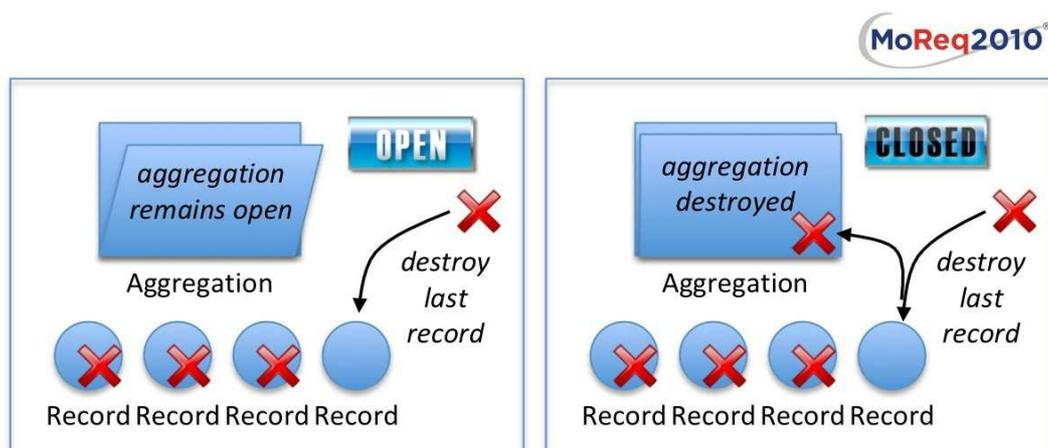 MoReq2010®
OPEN
aggregation
remains open
Aggregation
destroy
last
record
Record Record Record Record
CLOSED
aggregation
destroyed
Aggregation
destroy
last
record
Record Record Record Record